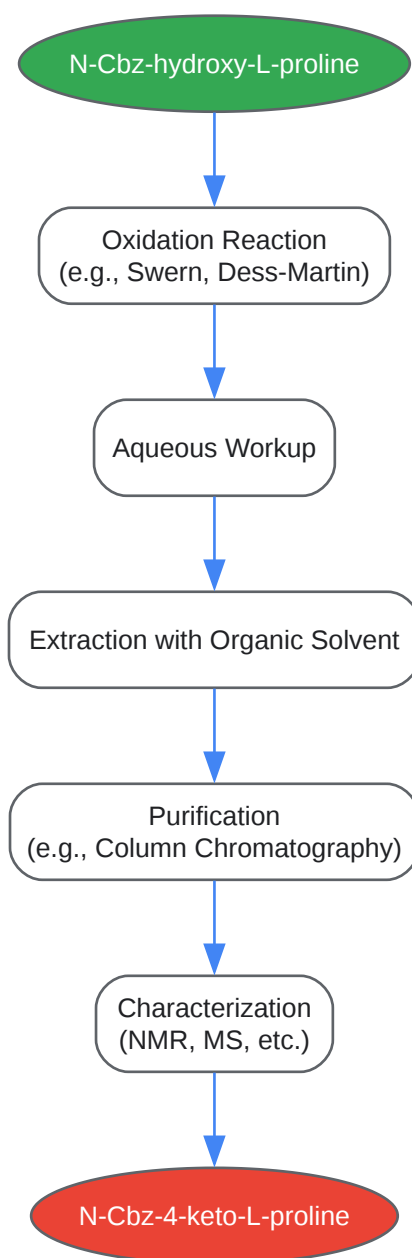 N-Cbz-hydroxy-L-proline
Oxidation Reaction
(e.g., Swern, Dess-Martin)
Aqueous Workup
Extraction with Organic Solvent
Purification
(e.g., Column Chromatography)
Characterization
(NMR, MS, etc.)
N-Cbz-4-keto-L-proline